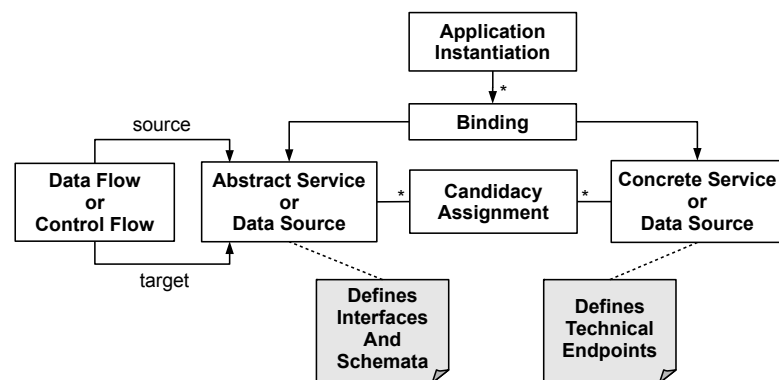 Application
Instantiation
*
Binding
source
Data Flow
or
Control Flow
target
Abstract Service
or
Data Source
*
Candidacy
Assignment
*
Concrete Service
or
Data Source
Defines
Interfaces
And
Schemata
Defines
Technical
Endpoints